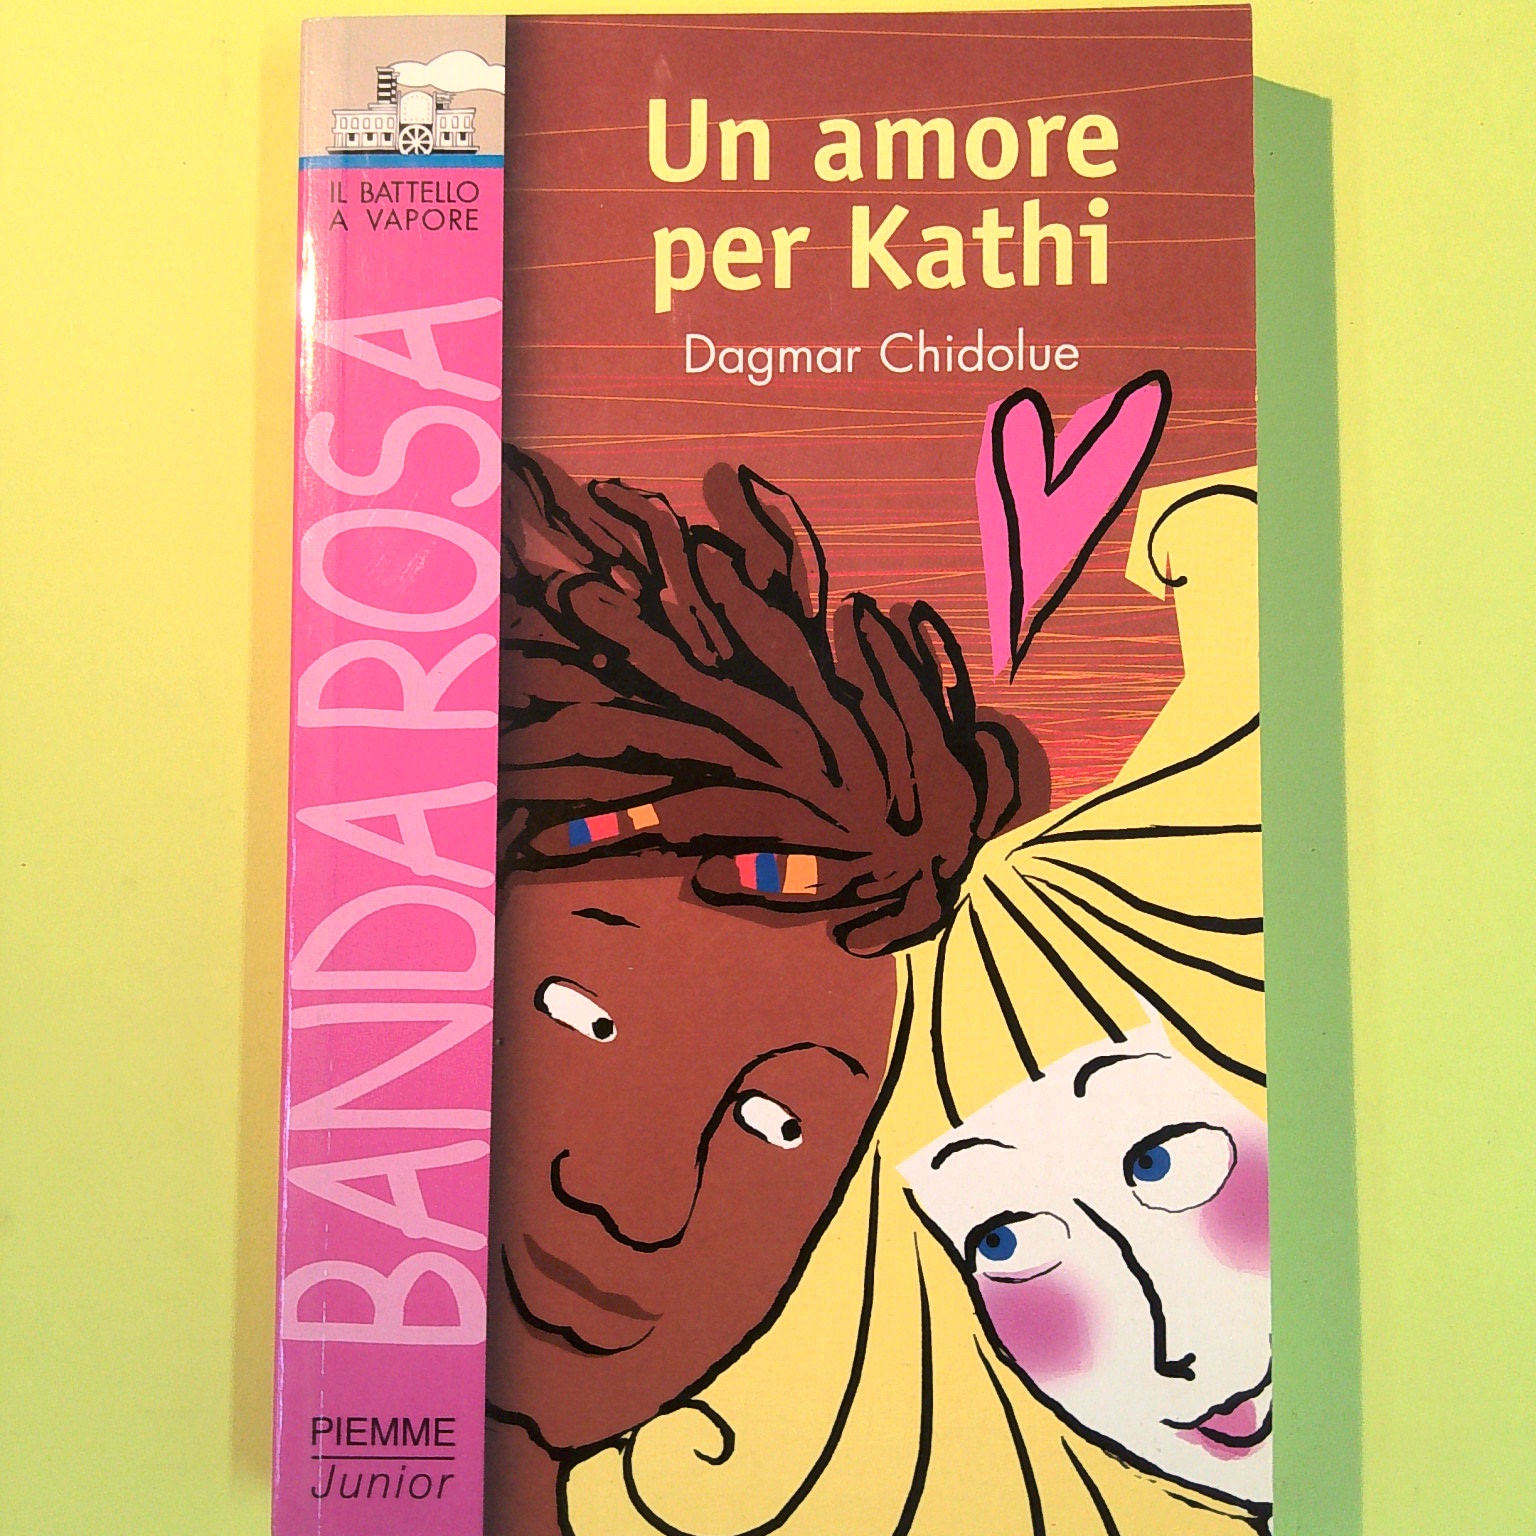 IL BATTELLO
A VAPORE
BANDA ROSA
PIEMME
Junior
Un amore
per Kathi
Dagmar Chidolue